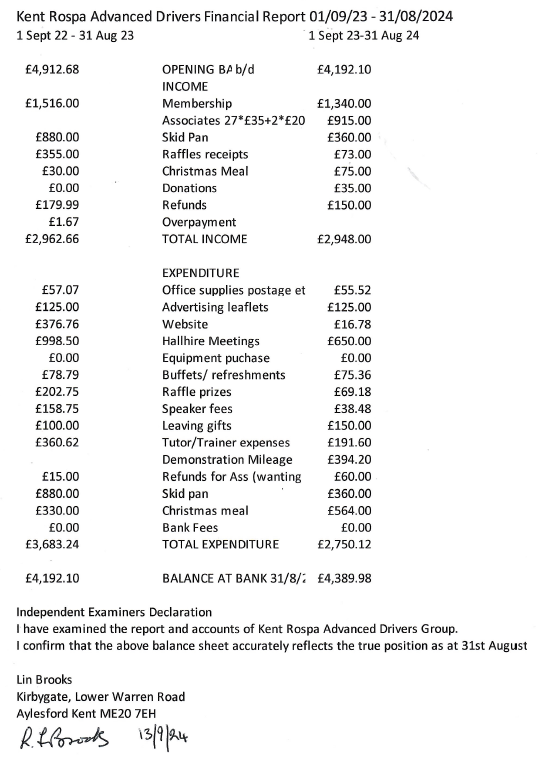 Kent Rospa Advanced Drivers Financial Report 01/09/23 - 31/08/2024
1 Sept 22 - 31 Aug 23 1 Sept 23-31 Aug 24
£4,912.68 OPENING BA b/d £4,192.10
INCOME
£1,516.00 Membership £1,340.00
Associates 27*£35+2*£20 £915.00
£880.00 Skid Pan £360.00
£355.00 Raffles receipts £73.00
£30.00 Christmas Meal £75.00
£0.00 Donations £35.00
£179.99 Refunds £150.00
£1.67 Overpayment
£2,962.66 TOTAL INCOME £2,948.00
EXPENDITURE
£57.07 Office supplies postage et £55.52
£125.00 Advertising leaflets £125.00
£376.76 Website £16.78
£998.50 Hallhire Meetings £650.00
£0.00 Equipment puchase £0.00
£78.79 Buffets/ refreshments £75.36
£202.75 Raffle prizes £69.18
£158.75 Speaker fees £38.48
£100.00 Leaving gifts £150.00
£360.62 Tutor/Trainer expenses £191.60
Demonstration Mileage £394.20
£15.00 Refunds for Ass (wanting £60.00
£880.00 Skid pan £360.00
£330.00 Christmas meal £564.00
£0.00 Bank Fees £0.00
£3,683.24 TOTAL EXPENDITURE £2,750.12
£4,192.10 BALANCE AT BANK 31/8/2 £4,389.98
Independent Examiners Declaration
I have examined the report and accounts of Kent Rospa Advanced Drivers Group.
I confirm that the above balance sheet accurately reflects the true position as at 31st August
Lin Brooks
Kirbygate, Lower Warren Road
Aylesford Kent ME20 7EH
R. L Brooks 13/9/24